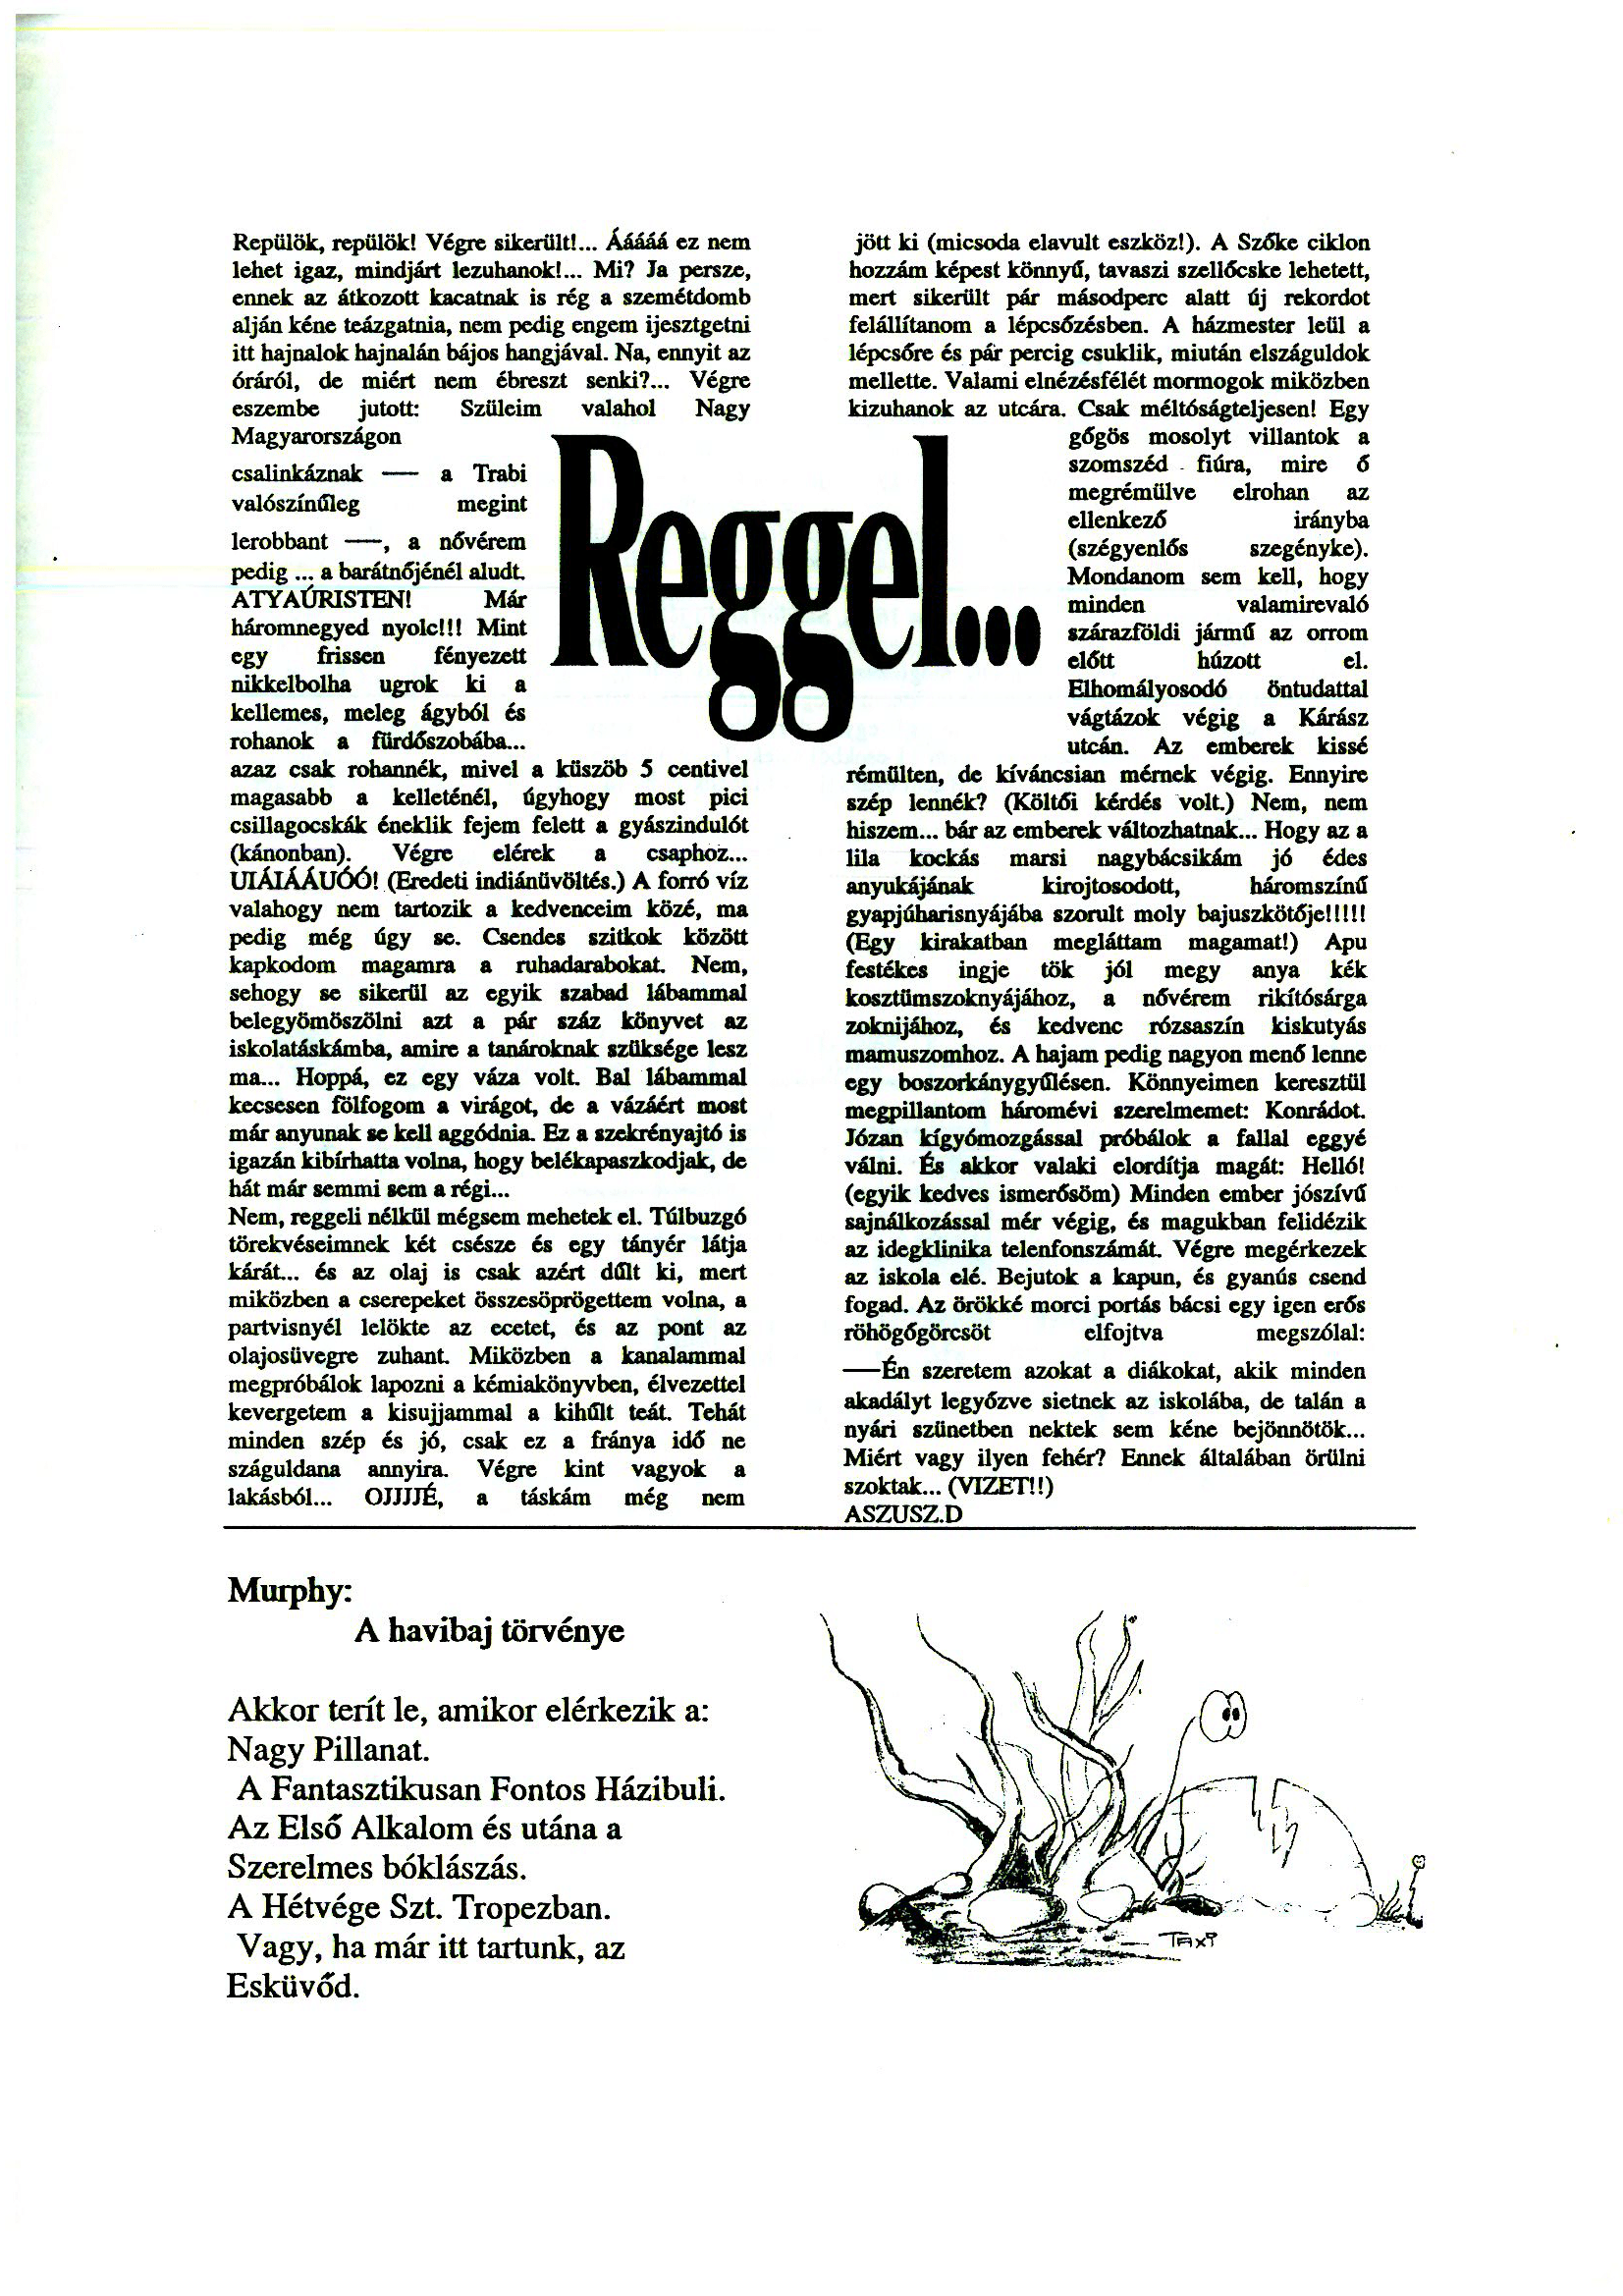 Reggel...
Repülök, repülök! Végre sikerült!... Ááááá ez nem
lehet igaz, mindjárt lezuhanok!... Mi? Ja persze,
ennek az átkozott kacatnak is rég a szemétdomb
alján kéne teázgatnia, nem pedig engem ijesztgetni
itt hajnalok hajnalán bájos hangjával. Na, ennyit az
óráról, de miért nem ébreszt senki?... Végre
eszembe jutott: Szüleim valahol Nagy
Magyarországon
csalinkáznak — a Trabi
valószínűleg megint
lerobbant —, a nővérem
pedig ... a barátnőjénél aludt.
ATYAÚRISTEN! Már
háromnegyed nyolc!!! Mint
egy frissen fényezett
nikkelbolha ugrok ki a
kellemes, meleg ágyból és
rohanok a fürdőszobába...
azaz csak rohannék, mivel a küszöb 5 centivel
magasabb a kelleténél, úgyhogy most pici
csillagocskák éneklik fejem felett a gyászindulót
(kánonban). Végre elérek a csaphoz...
UIÁIÁÁUÓÓ! (Eredeti indiánüvöltés.) A forró víz
valahogy nem tartozik a kedvenceim közé, ma
pedig még úgy se. Csendes szitkok között
kapkodom magamra a ruhadarabokat. Nem,
sehogy se sikerül az egyik szabad lábammal
belegyömöszölni azt a pár száz könyvet az
iskolatáskámba, amire a tanároknak szüksége lesz
ma... Hoppá, ez egy váza volt. Bal lábammal
kecsesen fölfogom a virágot, de a vázáért most
már anyunak se kell aggódnia. Ez a szekrényajtó is
igazán kibírhatta volna, hogy belékapaszkodjak, de
hát már semmi sem a régi...
Nem, reggeli nélkül mégsem mehetek el. Túlbuzgó
törekvéseimnek két csésze és egy tányér látja
kárát... és az olaj is csak azért dűlt ki, mert
miközben a cserepeket összesöprögettem volna, a
partvisnyél lelökte az ecetet, és az pont az
olajosüvegre zuhant. Miközben a kanalammal
megpróbálok lapozni a kémiakönyvben, élvezettel
kevergetem a kisujjammal a kihűlt teát. Tehát
minden szép és jó, csak ez a fránya idő ne
száguldana annyira. Végre kint vagyok a
lakásból... OJJJJÉ, a táskám még nem
jött ki (micsoda elavult eszköz!). A Szőke ciklon
hozzám képest könnyű, tavaszi szellőcske lehetett,
mert sikerült pár másodperc alatt új rekordot
felállítanom a lépcsőzésben. A házmester leül a
lépcsőre és pár percig csuklik, miután elszáguldok
mellette. Valami elnézésfélét mormogok miközben
kizuhanok az utcára. Csak méltóságteljesen! Egy
gőgös mosolyt villantok a
szomszéd fiúra, mire ő
megrémülve elrohan az
ellenkező irányba
(szégyenlős szegényke).
Mondanom sem kell, hogy
minden valamirevaló
szárazföldi jármű az orrom
előtt húzott el.
Elhomályosodó öntudattal
vágtázok végig a Kárász
utcán. Az emberek kissé
rémülten, de kíváncsian mérnek végig. Ennyire
szép lennék? (Költői kérdés volt.) Nem, nem
hiszem... bár az emberek változhatnak... Hogy az a
lila kockás marsi nagybácsikám jó édes
anyukájának kirojtosodott, háromszínű
gyapjúharisnyájába szorult moly bajuszkötője!!!!!
(Egy kirakatban megláttam magamat!) Apu
festékes ingje tök jól megy anya kék
kosztümszoknyájához, a nővérem rikítósárga
zoknijához, és kedvenc rózsaszín kiskutyás
mamuszomhoz. A hajam pedig nagyon menő lenne
egy boszorkánygyűlésen. Könnyeimen keresztül
megpillantom háromévi szerelmemet: Konrádot.
Józan kígyómozgással próbálok a fallal eggyé
válni. És akkor valaki elordítja magát: Helló!
(egyik kedves ismerősöm) Minden ember jószívű
sajnálkozással mér végig, és magukban felidézik
az idegklinika telenfonszámát. Végre megérkezek
az iskola elé. Bejutok a kapun, és gyanús csend
fogad. Az örökké morci portás bácsi egy igen erős
röhögőgörcsöt elfojtva megszólal:
—Én szeretem azokat a diákokat, akik minden
akadályt legyőzve sietnek az iskolába, de talán a
nyári szünetben nektek sem kéne bejönnötök...
Miért vagy ilyen fehér? Ennek általában örülni
szoktak... (VIZET!!)
ASZUSZ.D
Murphy:
A havibaj törvénye
Akkor terít le, amikor elérkezik a:
Nagy Pillanat.
A Fantasztikusan Fontos Házibuli.
Az Első Alkalom és utána a
Szerelmes bóklászás.
A Hétvége Szt. Tropezban.
Vagy, ha már itt tartunk, az
Esküvőd.
TAXI